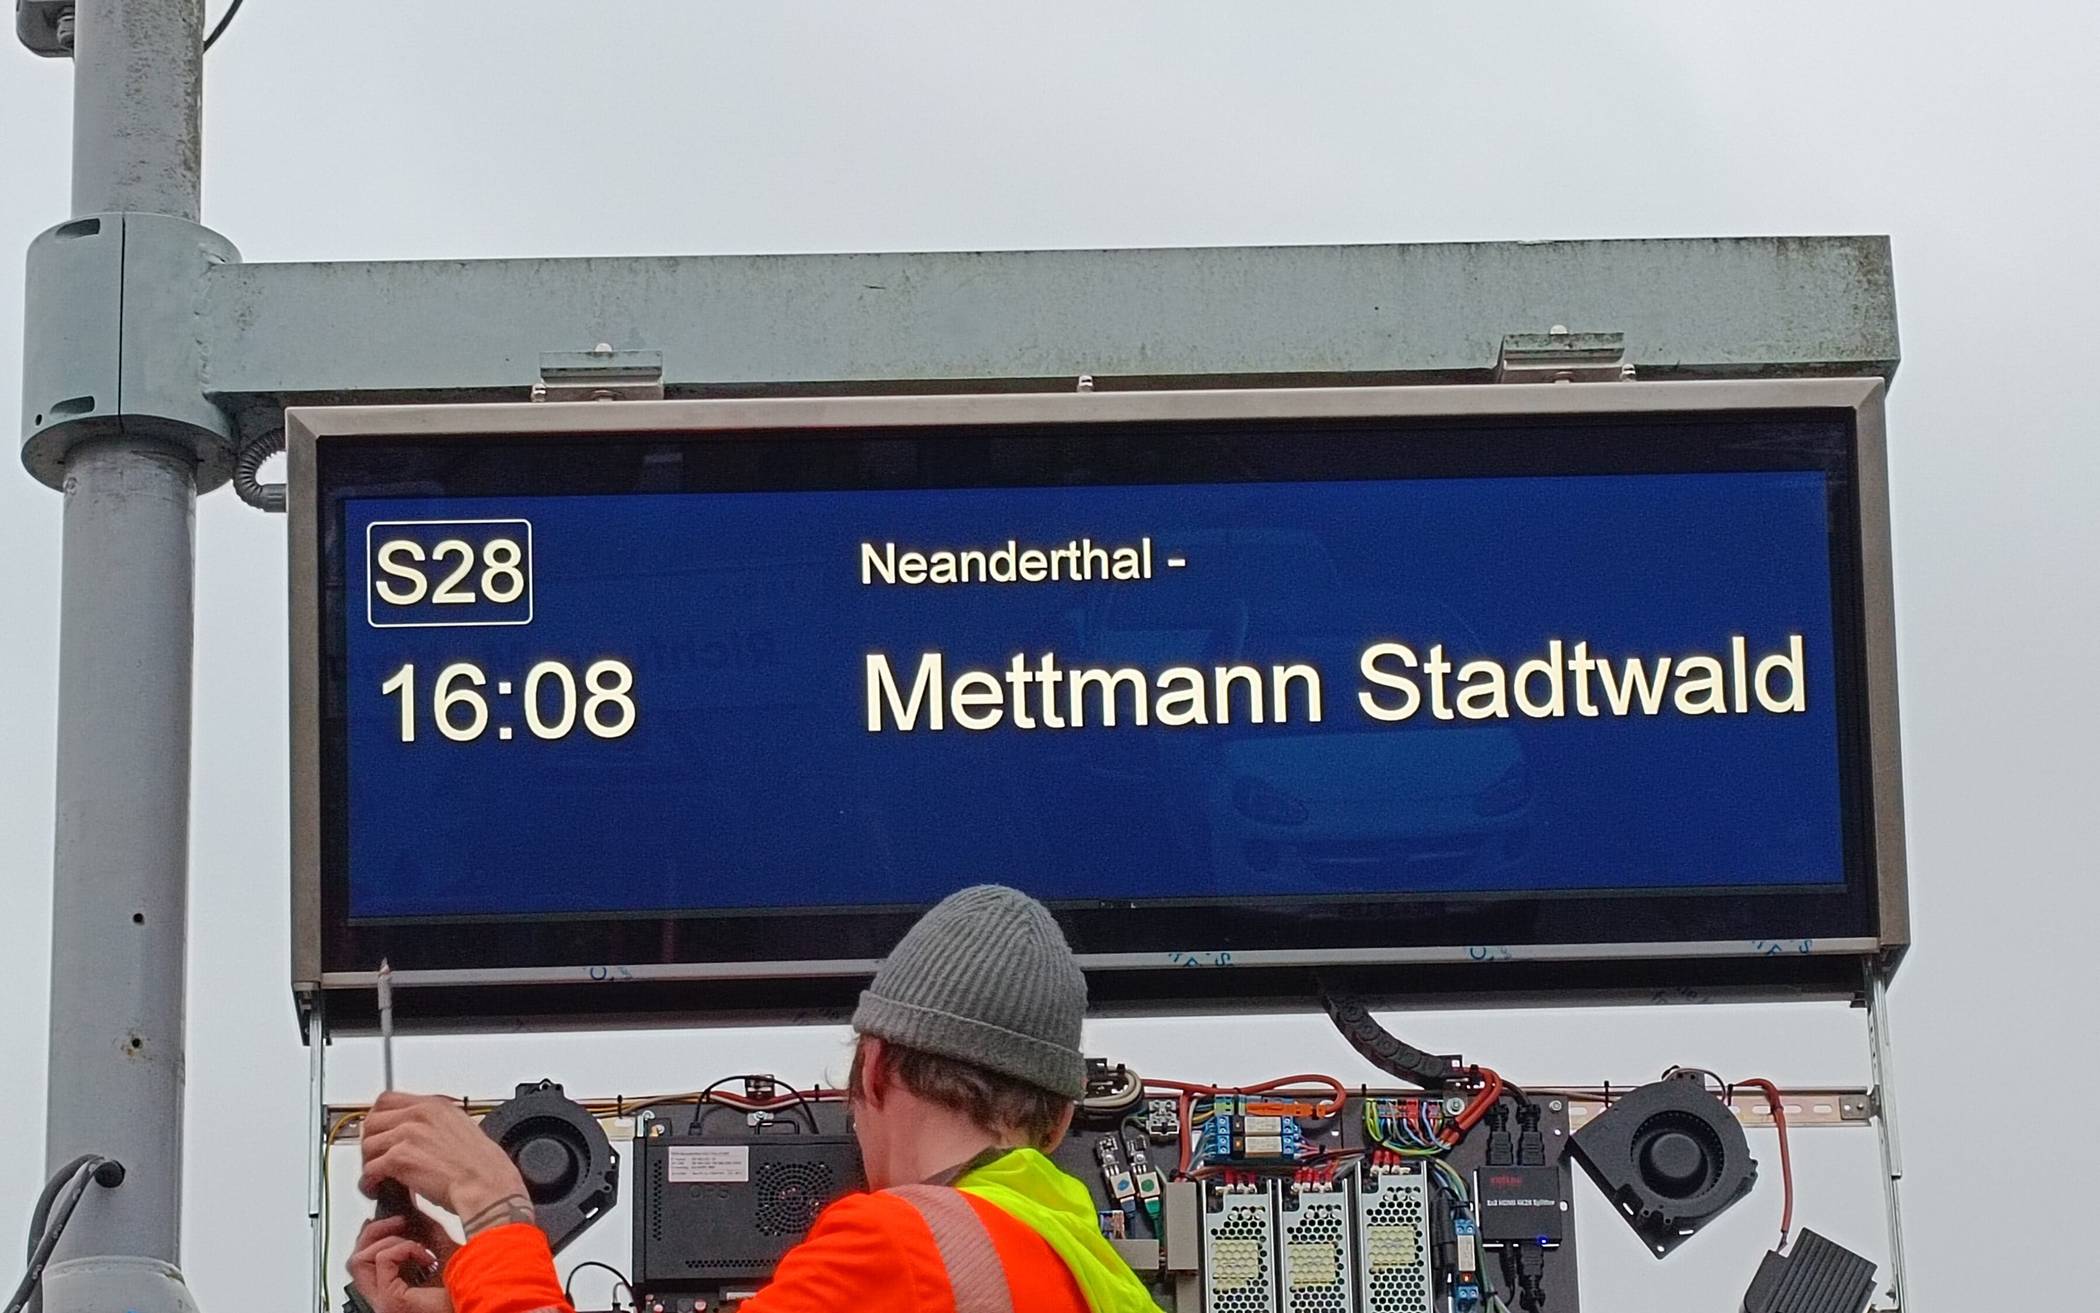 S28
Neanderthal -
16:08
Mettmann Stadtwald